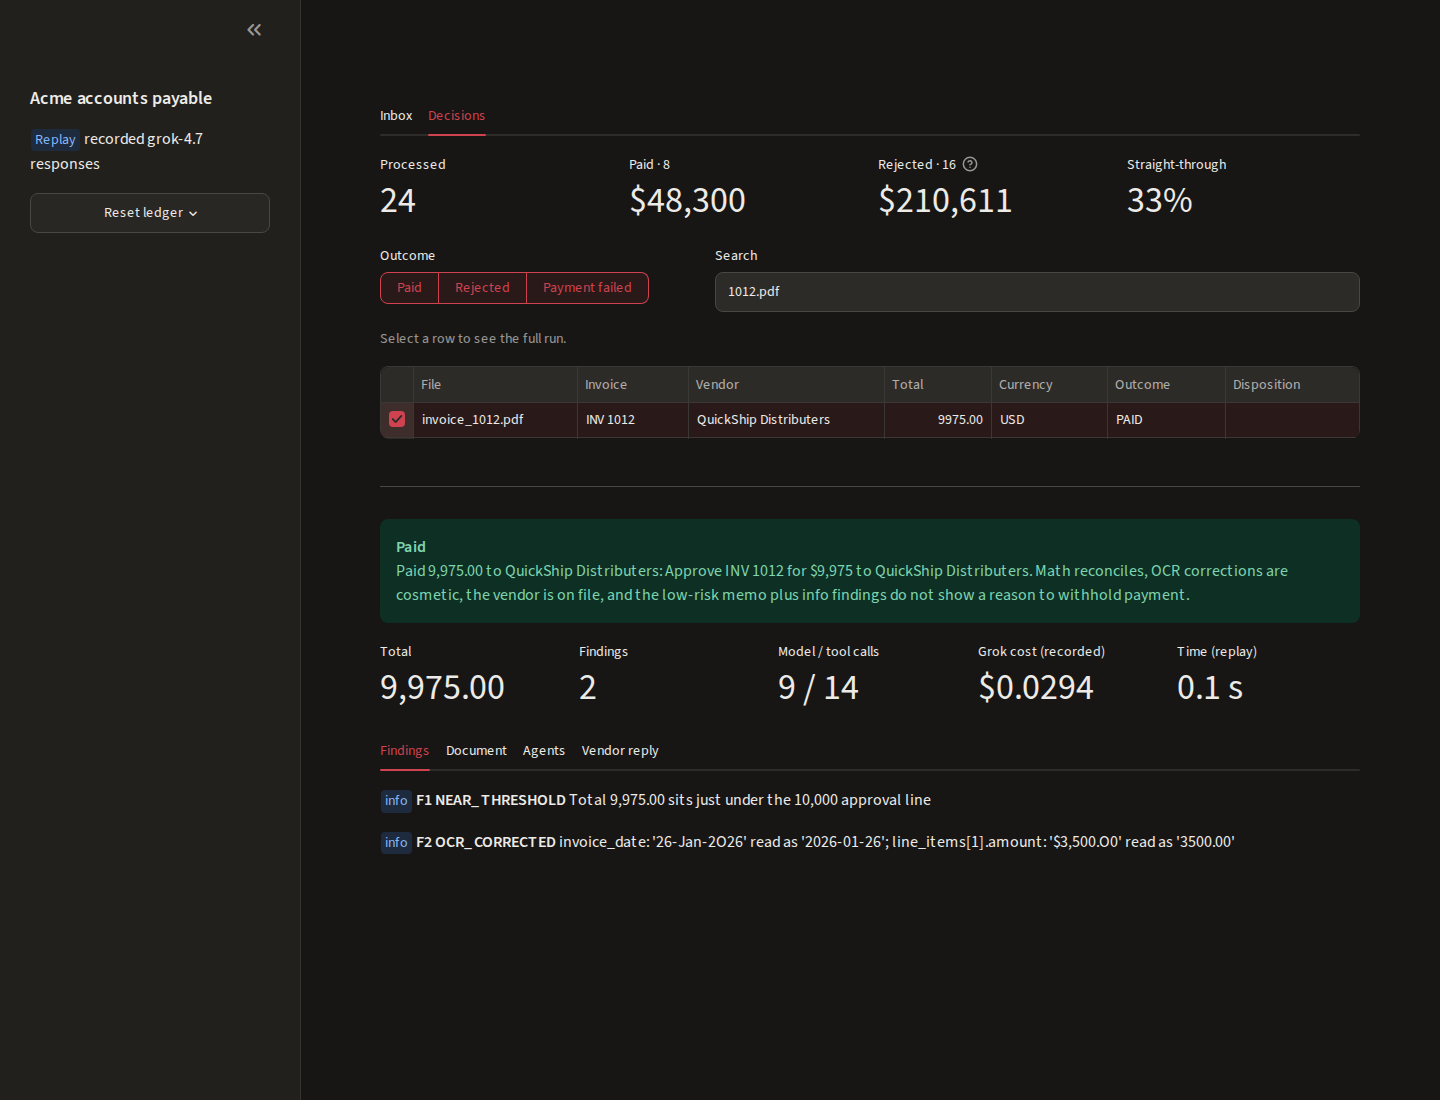 Acme accounts payable
Replay recorded grok-4.7
responses
Reset ledger
Inbox Decisions
Processed Paid · 8 Rejected · 16 Straight-through
24 $48,300 $210,611 33%
Outcome Search
Paid Rejected Payment failed 1012.pdf
Select a row to see the full run.
File Invoice Vendor Total Currency Outcome Disposition
invoice_1012.pdf INV 1012 QuickShip Distributers 9975.00 USD PAID
Paid
Paid 9,975.00 to QuickShip Distributers: Approve INV 1012 for $9,975 to QuickShip Distributers. Math reconciles, OCR corrections are
cosmetic, the vendor is on file, and the low-risk memo plus info findings do not show a reason to withhold payment.
Total Findings Model / tool calls Grok cost (recorded) Time (replay)
9,975.00 2 9 / 14 $0.0294 0.1 s
Findings Document Agents Vendor reply
info F1 NEAR_THRESHOLD Total 9,975.00 sits just under the 10,000 approval line
info F2 OCR_CORRECTED invoice_date: '26-Jan-2O26' read as '2026-01-26'; line_items[1].amount: '$3,500.O0' read as '3500.00'